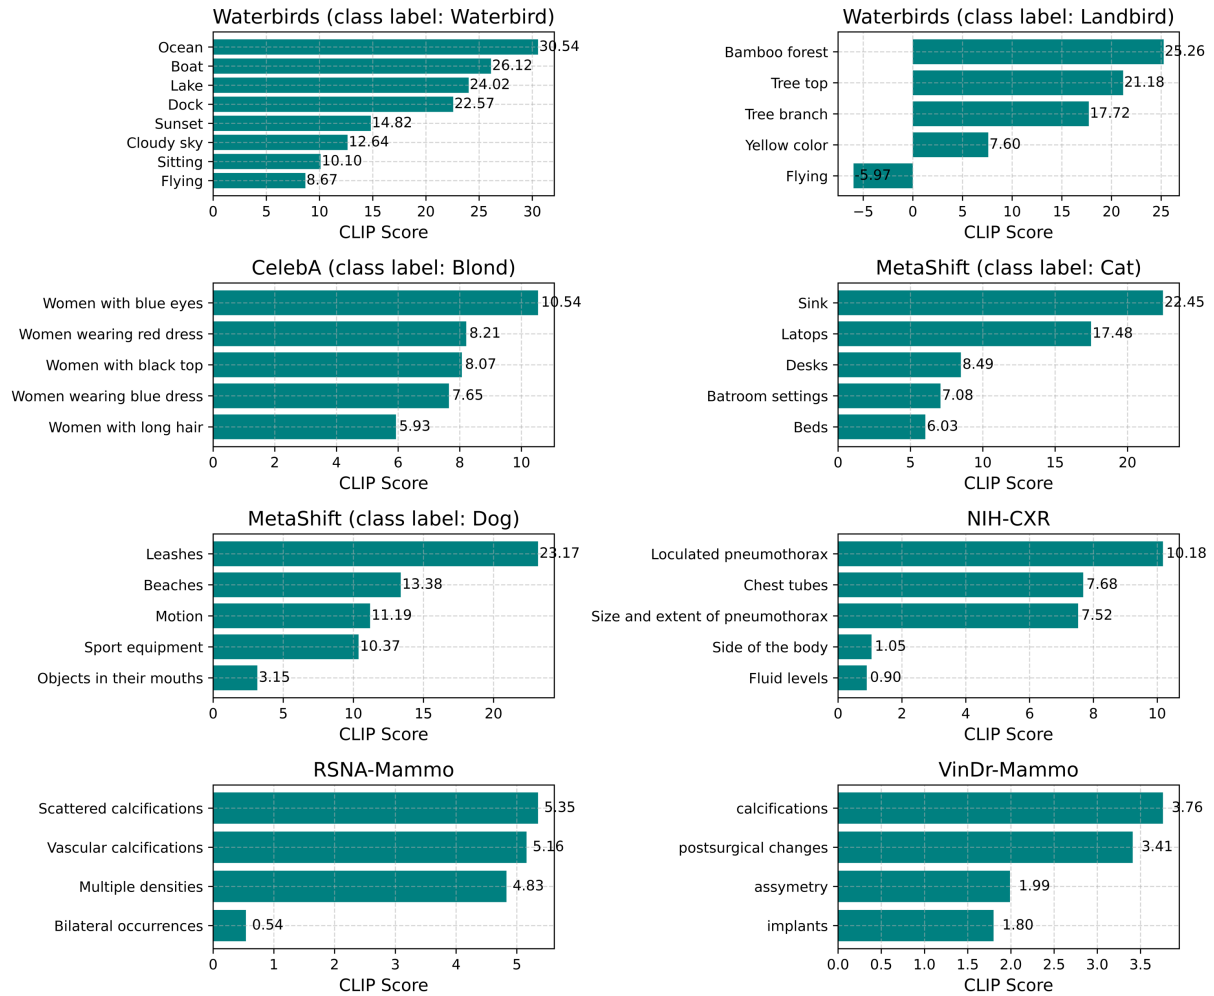 Waterbirds (class label: Waterbird)
Ocean 30.54
Boat 26.12
Lake 24.02
Dock 22.57
Sunset 14.82
Cloudy sky 12.64
Sitting 10.10
Flying 8.67
0 5 10 15 20 25 30
CLIP Score
Waterbirds (class label: Landbird)
Bamboo forest 25.26
Tree top 21.18
Tree branch 17.72
Yellow color 7.60
Flying -5.97
−5 0 5 10 15 20 25
CLIP Score
CelebA (class label: Blond)
Women with blue eyes 10.54
Women wearing red dress 8.21
Women with black top 8.07
Women wearing blue dress 7.65
Women with long hair 5.93
0 2 4 6 8 10
CLIP Score
MetaShift (class label: Cat)
Sink 22.45
Latops 17.48
Desks 8.49
Batroom settings 7.08
Beds 6.03
0 5 10 15 20
CLIP Score
MetaShift (class label: Dog)
Leashes 23.17
Beaches 13.38
Motion 11.19
Sport equipment 10.37
Objects in their mouths 3.15
0 5 10 15 20
CLIP Score
NIH-CXR
Loculated pneumothorax 10.18
Chest tubes 7.68
Size and extent of pneumothorax 7.52
Side of the body 1.05
Fluid levels 0.90
0 2 4 6 8 10
CLIP Score
RSNA-Mammo
Scattered calcifications 5.35
Vascular calcifications 5.16
Multiple densities 4.83
Bilateral occurrences 0.54
0 1 2 3 4 5
CLIP Score
VinDr-Mammo
calcifications 3.76
postsurgical changes 3.41
assymetry 1.99
implants 1.80
0.0 0.5 1.0 1.5 2.0 2.5 3.0 3.5
CLIP Score